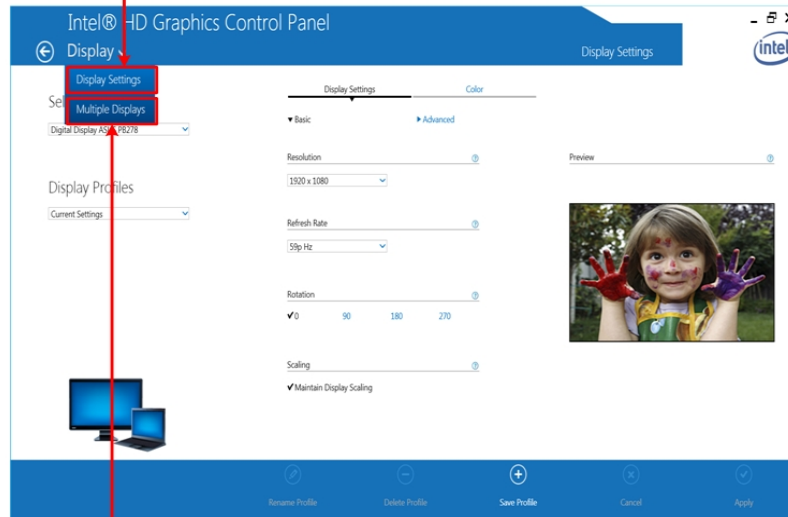 Intel® HD Graphics Control Panel
Display
Display Settings
intel
Display Settings
Multiple Displays
Digital Display PB278
Display Profiles
Current Settings
Display Settings
Color
Basic
Advanced
Resolution
1920 x 1080
Refresh Rate
59p Hz
Rotation
0 90 180 270
Scaling
Maintain Display Scaling
Preview
Rename Profile
Delete Profile
Save Profile
Cancel
Apply